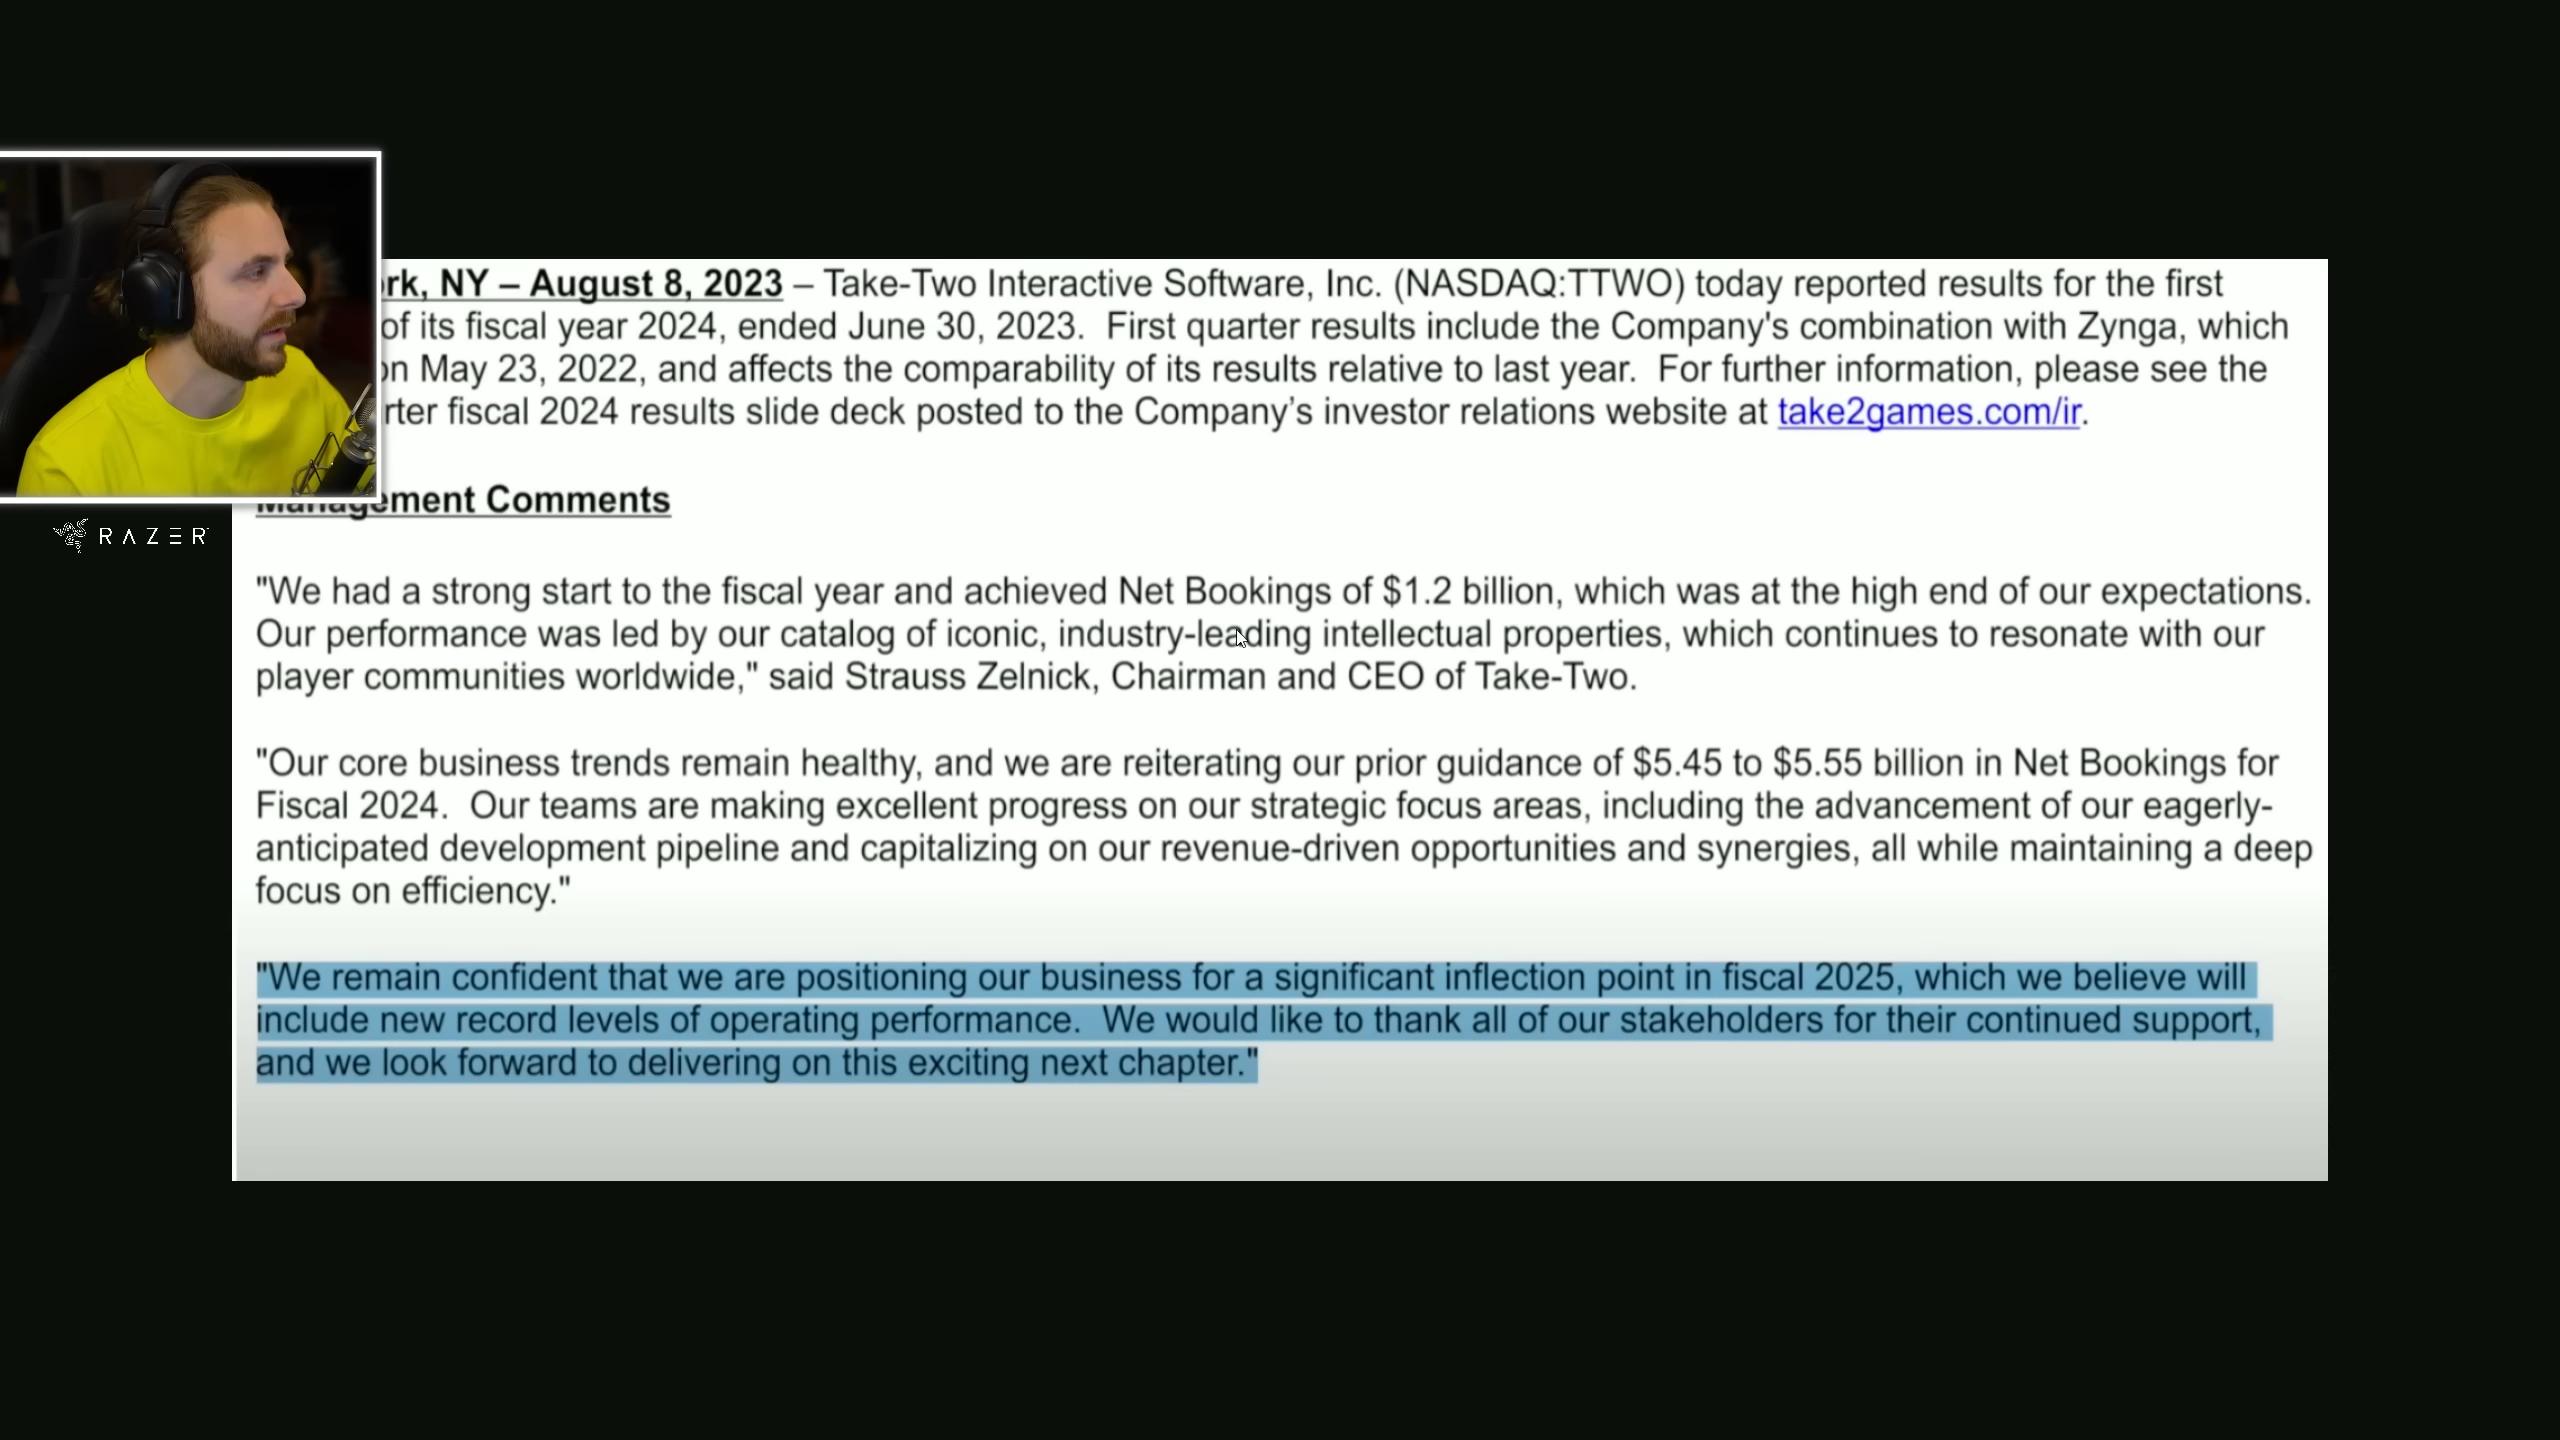 rk, NY – August 8, 2023 – Take-Two Interactive Software, Inc. (NASDAQ:TTWO) today reported results for the first
of its fiscal year 2024, ended June 30, 2023.  First quarter results include the Company's combination with Zynga, which
on May 23, 2022, and affects the comparability of its results relative to last year.  For further information, please see the
rter fiscal 2024 results slide deck posted to the Company’s investor relations website at take2games.com/ir.
Management Comments
RAZER
"We had a strong start to the fiscal year and achieved Net Bookings of $1.2 billion, which was at the high end of our expectations.
Our performance was led by our catalog of iconic, industry-leading intellectual properties, which continues to resonate with our
player communities worldwide," said Strauss Zelnick, Chairman and CEO of Take-Two.
"Our core business trends remain healthy, and we are reiterating our prior guidance of $5.45 to $5.55 billion in Net Bookings for
Fiscal 2024.  Our teams are making excellent progress on our strategic focus areas, including the advancement of our eagerly-
anticipated development pipeline and capitalizing on our revenue-driven opportunities and synergies, all while maintaining a deep
focus on efficiency."
"We remain confident that we are positioning our business for a significant inflection point in fiscal 2025, which we believe will
include new record levels of operating performance.  We would like to thank all of our stakeholders for their continued support,
and we look forward to delivering on this exciting next chapter."